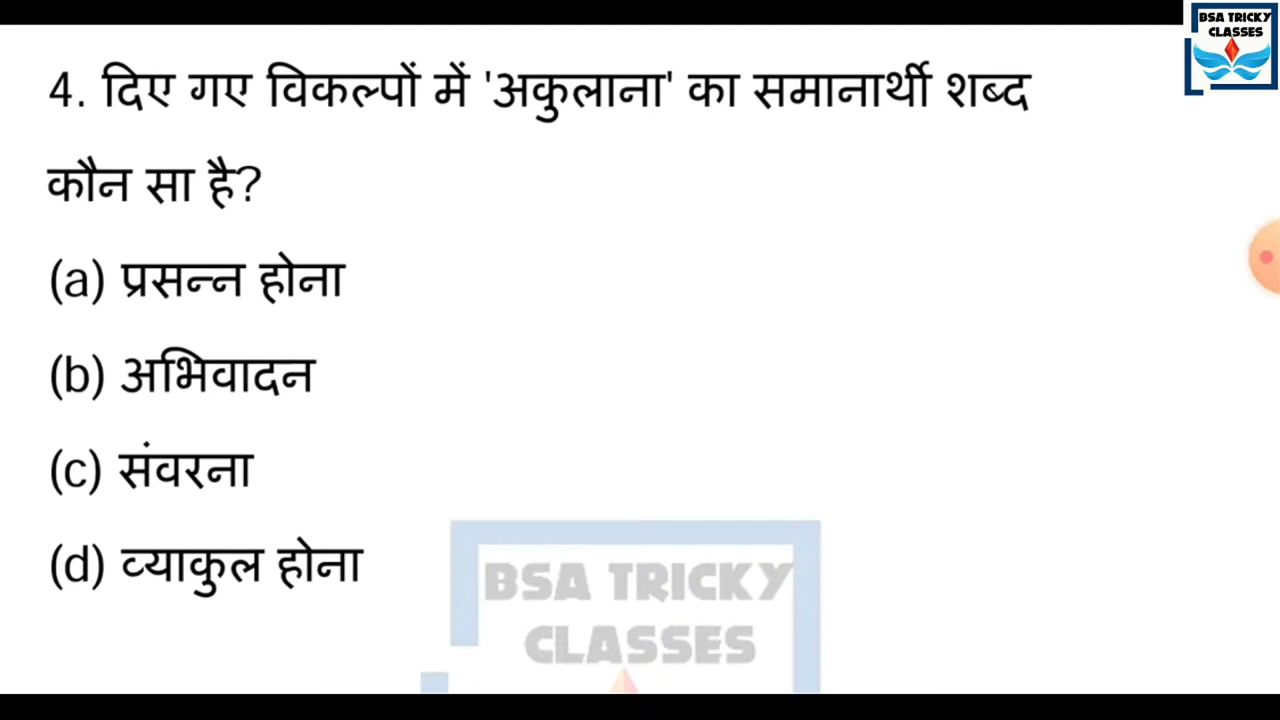 BSA TRICKY
CLASSES
4. दिए गए विकल्पों में 'अकुलाना' का समानार्थी शब्द
कौन सा है?
(a) प्रसन्न होना
(b) अभिवादन
(c) संवरना
(d) व्याकुल होना
BSA TRICKY
CLASSES